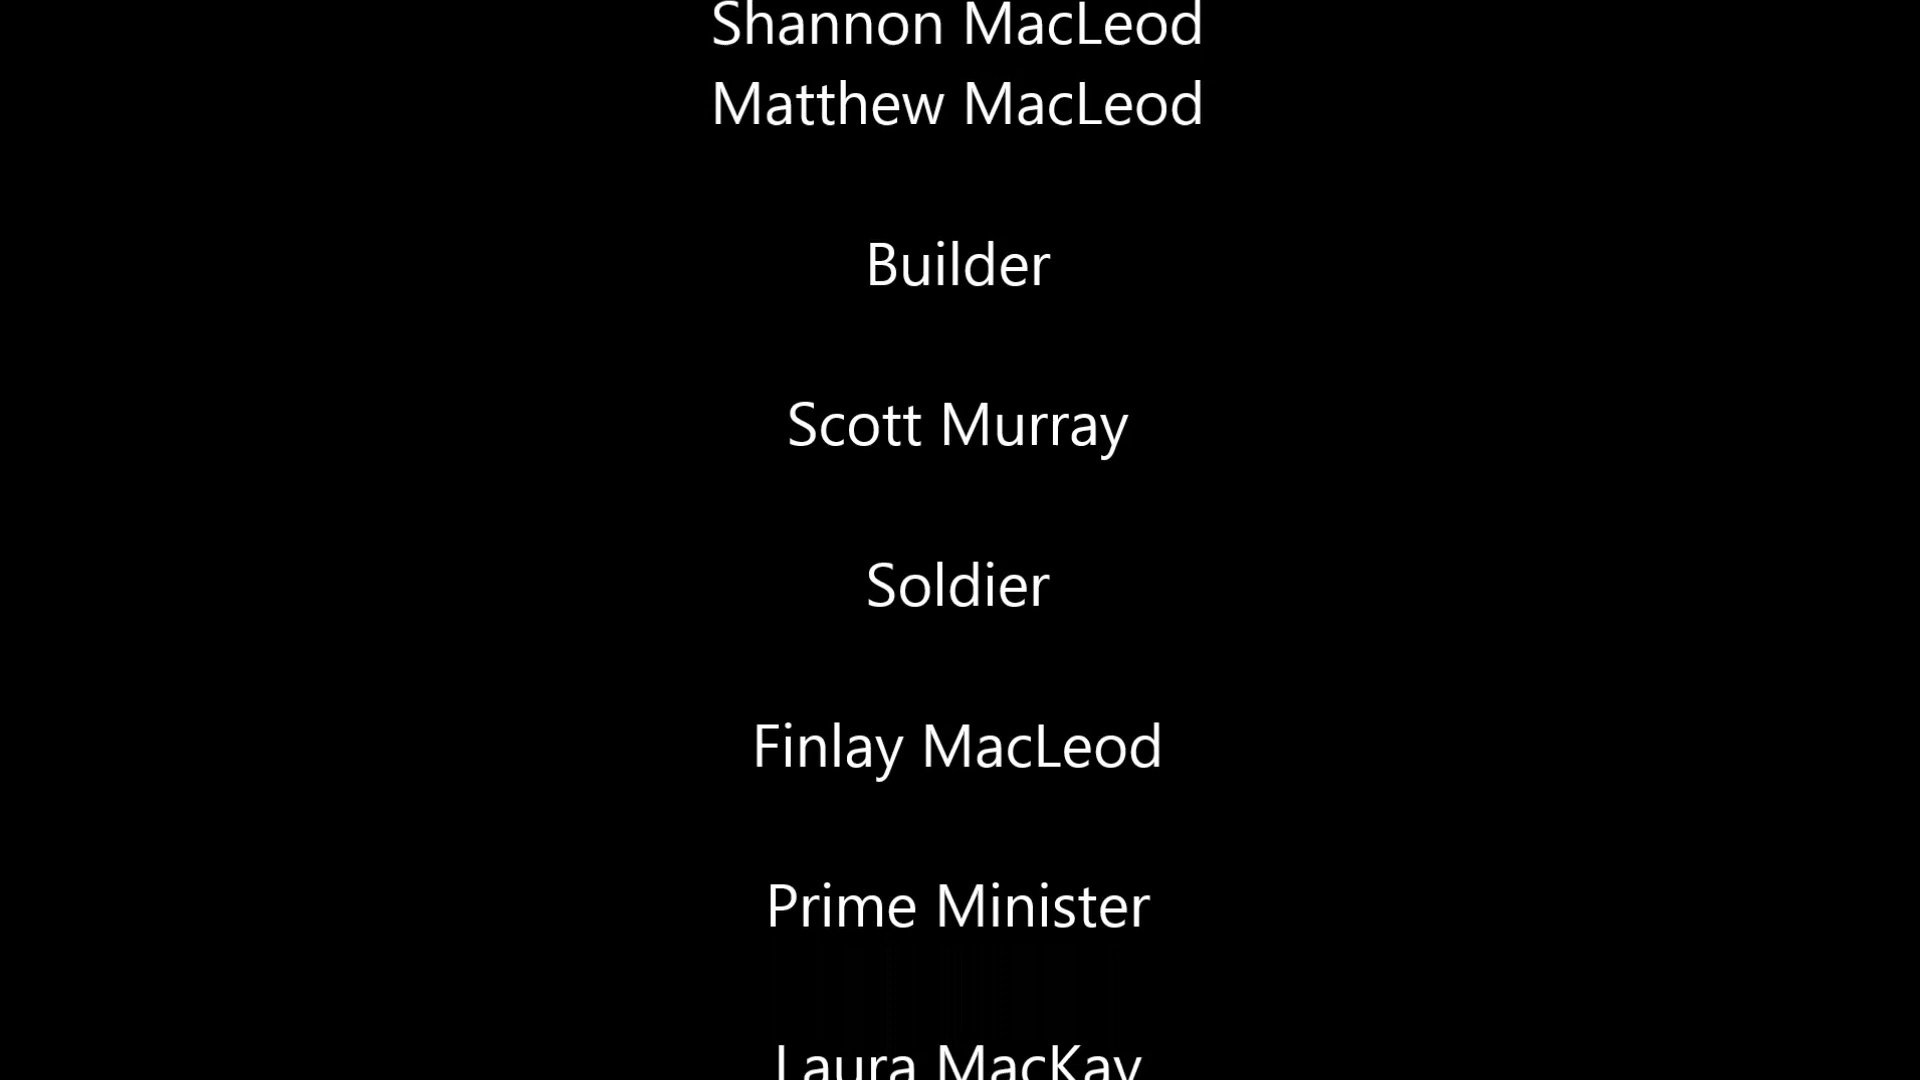 Shannon MacLeod
Matthew MacLeod
Builder
Scott Murray
Soldier
Finlay MacLeod
Prime Minister
Laura MacKay